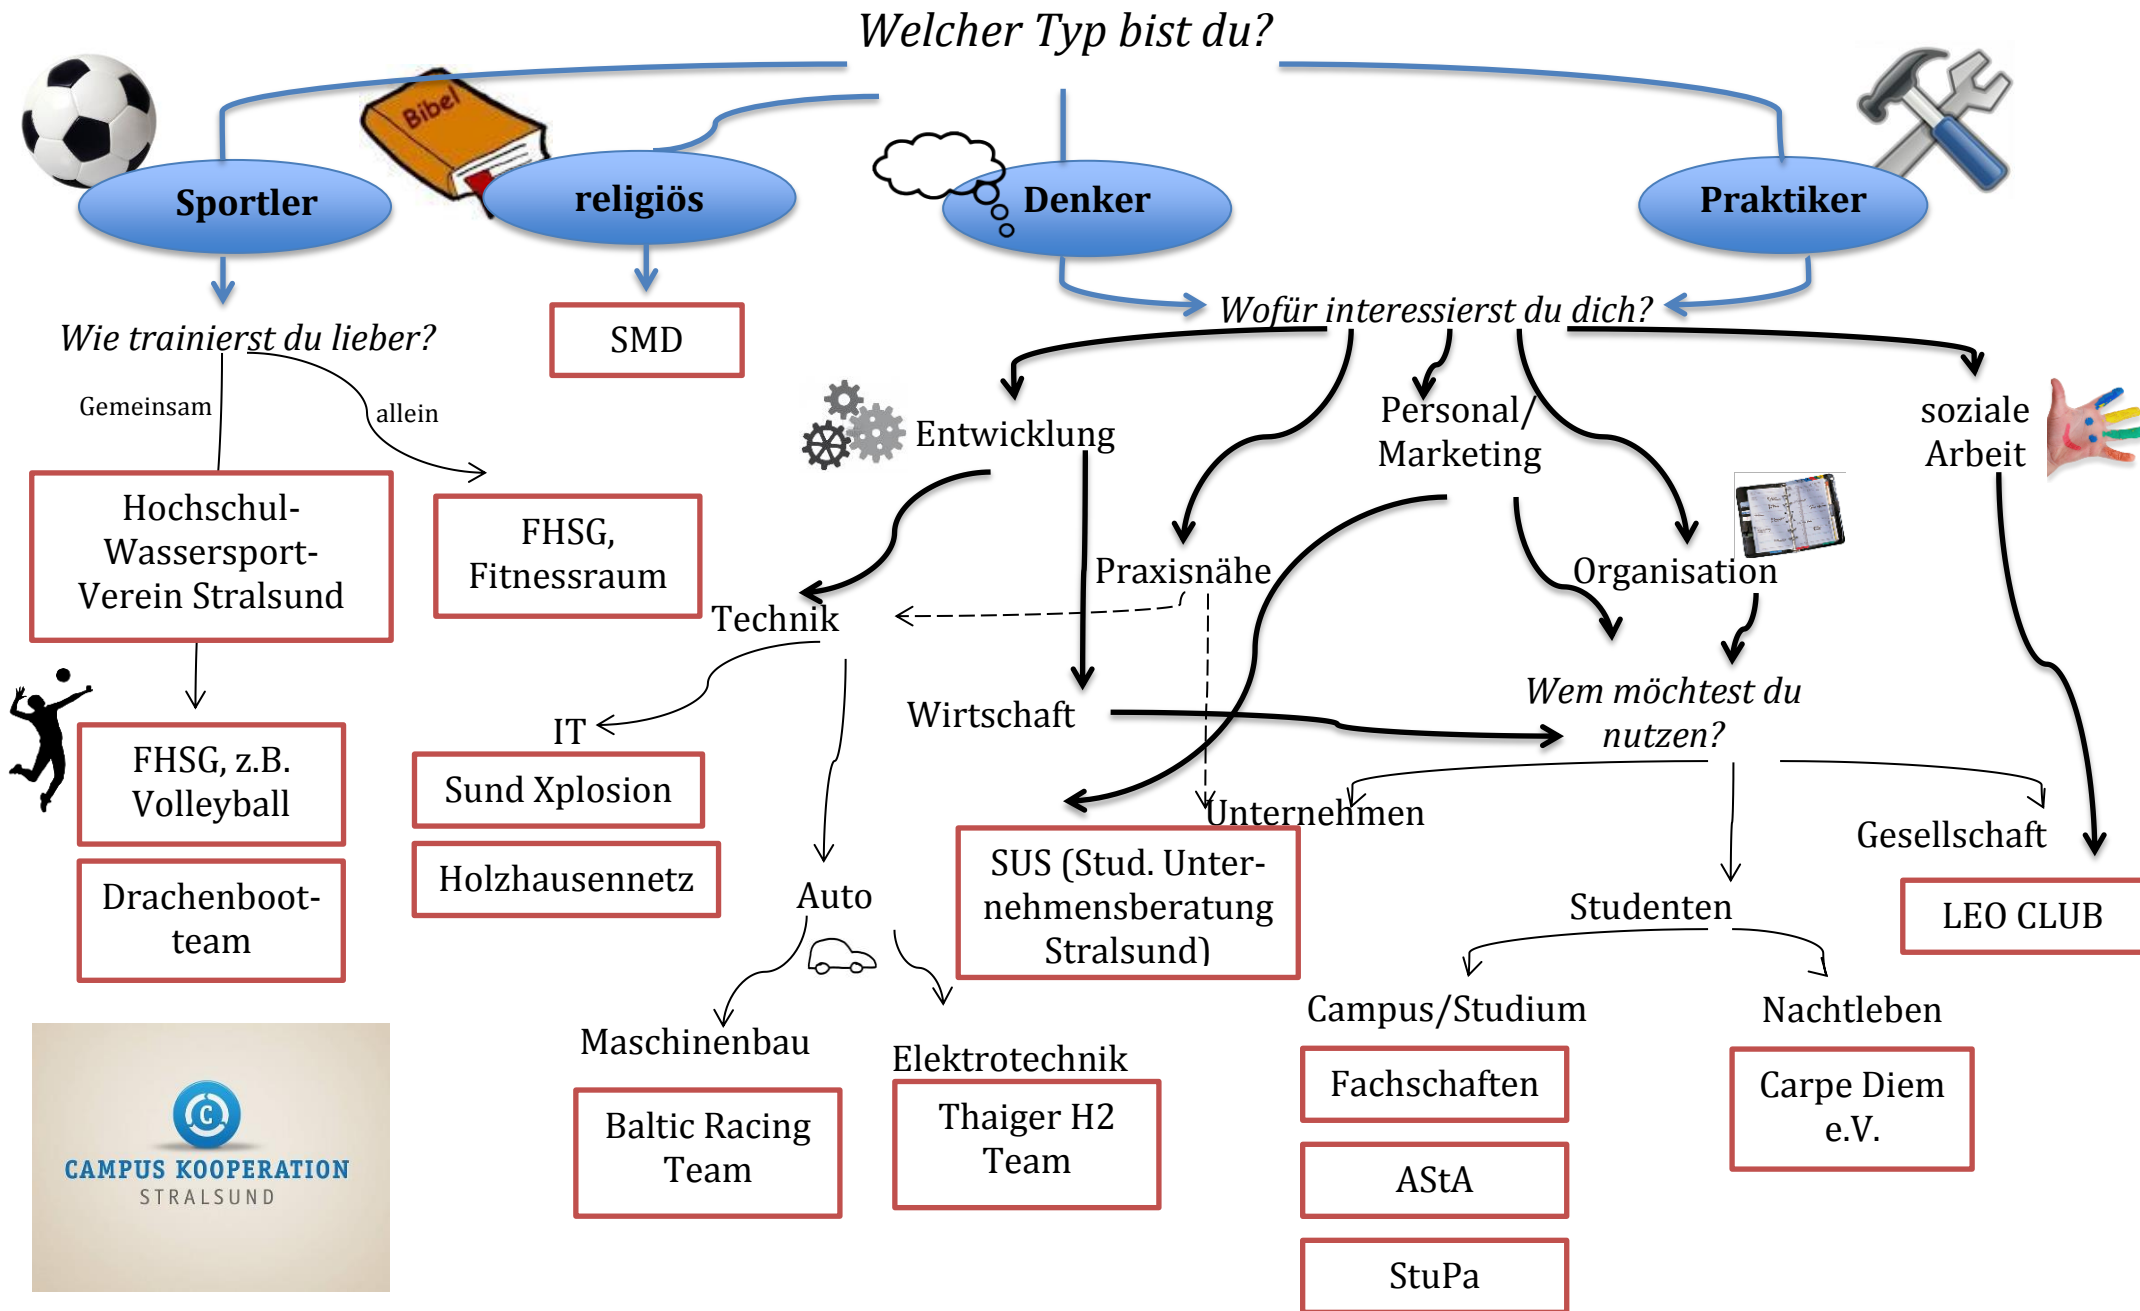 Welcher Typ bist du?
Bibel
Sportler
religiös
Denker
Praktiker
Wie trainierst du lieber?
SMD
Wofür interessierst du dich?
Gemeinsam
allein
Entwicklung
Personal/
Marketing
soziale
Arbeit
Hochschul-
Wassersport-
Verein Stralsund
FHSG,
Fitnessraum
Technik
Praxisnähe
Organisation
Wirtschaft
Wem möchtest du
nutzen?
FHSG, z.B.
Volleyball
Drachenboot-
team
IT
Sund Xplosion
Holzhausennetz
Auto
Unternehmen
SUS (Stud. Unter-
nehmensberatung
Stralsund)
Studenten
Gesellschaft
LEO CLUB
Maschinenbau
Baltic Racing
Team
Elektrotechnik
Thaiger H2
Team
Campus/Studium
Fachschaften
AStA
StuPa
Nachtleben
Carpe Diem
e.V.
C
CAMPUS KOOPERATION
STRALSUND